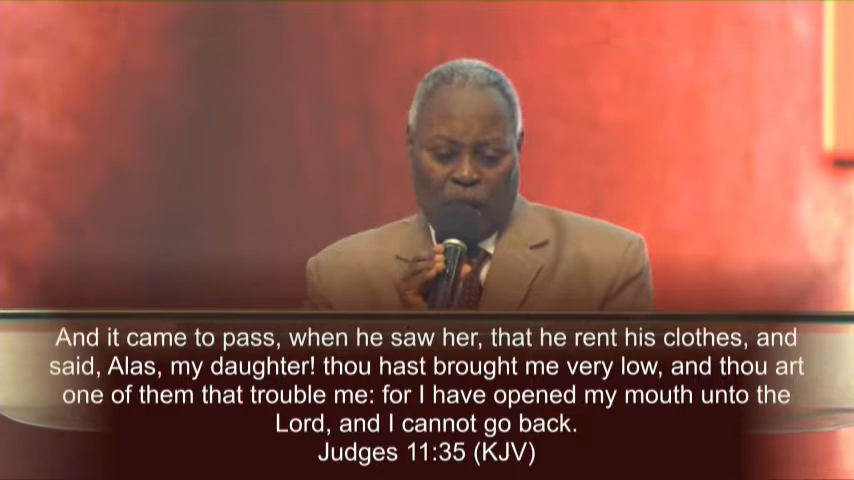 And it came to pass, when he saw her, that he rent his clothes, and
said, Alas, my daughter! thou hast brought me very low, and thou art
one of them that trouble me: for I have opened my mouth unto the
Lord, and I cannot go back.
Judges 11:35 (KJV)